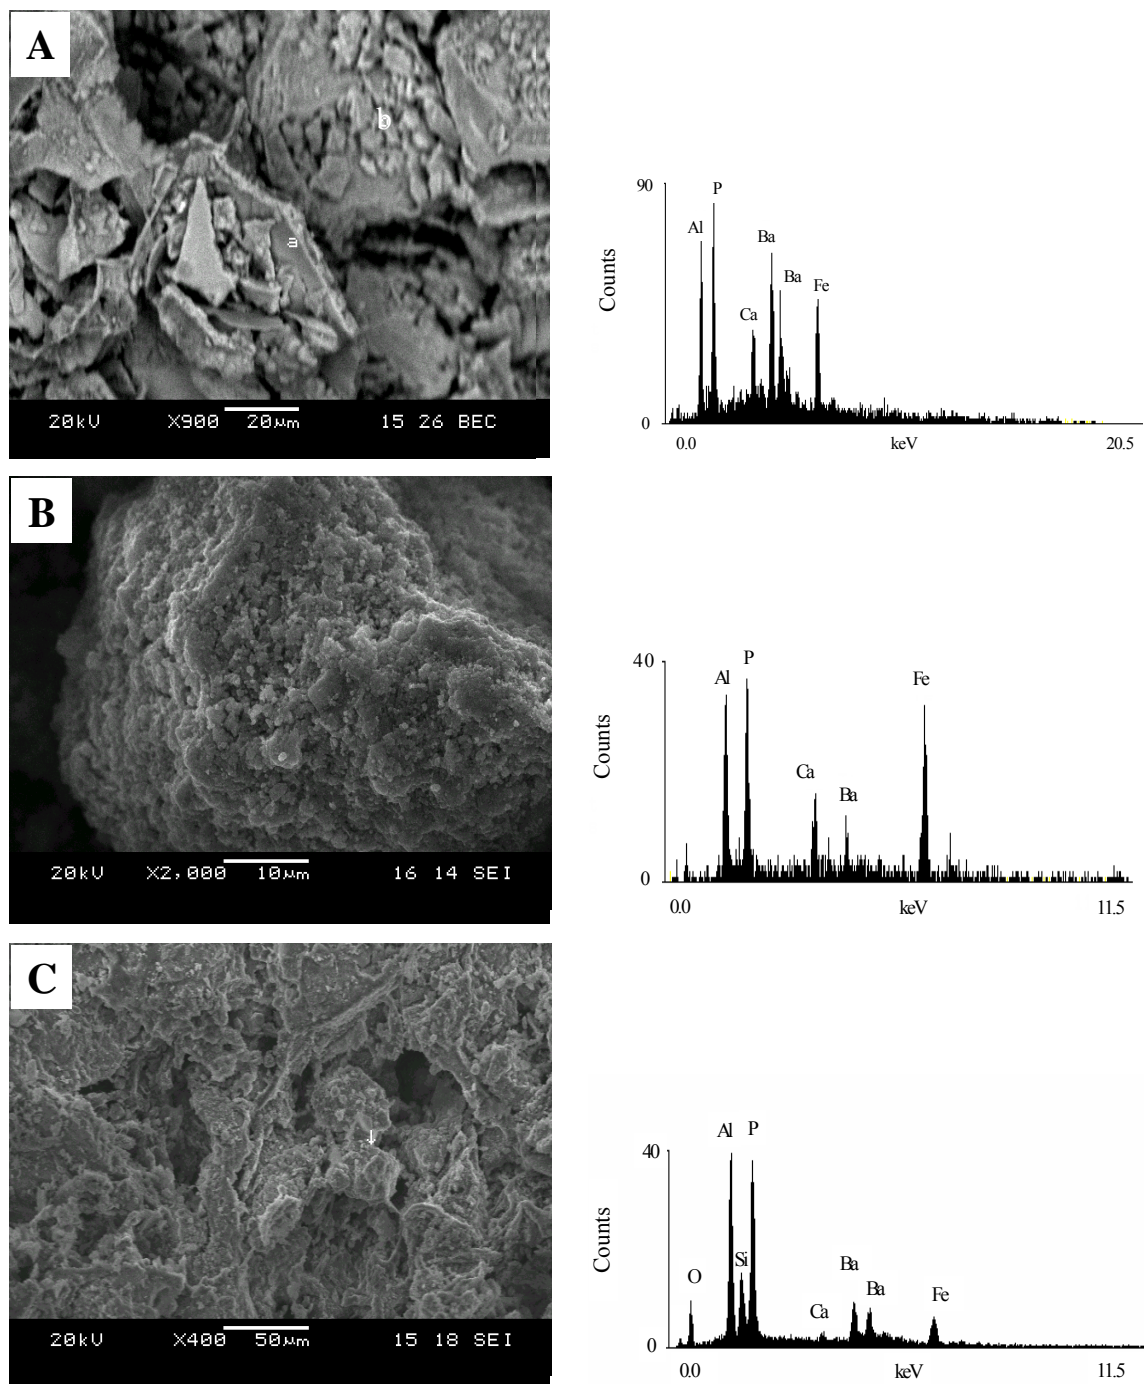 A
b
a
20kV X900 20µm 15 26 BEC
90
P
Al
Ba
Ba
Fe
Ca
Counts
0
0.0 keV 20.5
B
20kV X2,000 10µm 16 14 SEI
40
P
Al
Fe
Ca
Ba
Counts
0
0.0 keV 11.5
C
20kV X400 50µm 15 18 SEI
Al P
40
Si
O
Ba
Ba
Ca
Fe
Counts
0
0.0 keV 11.5